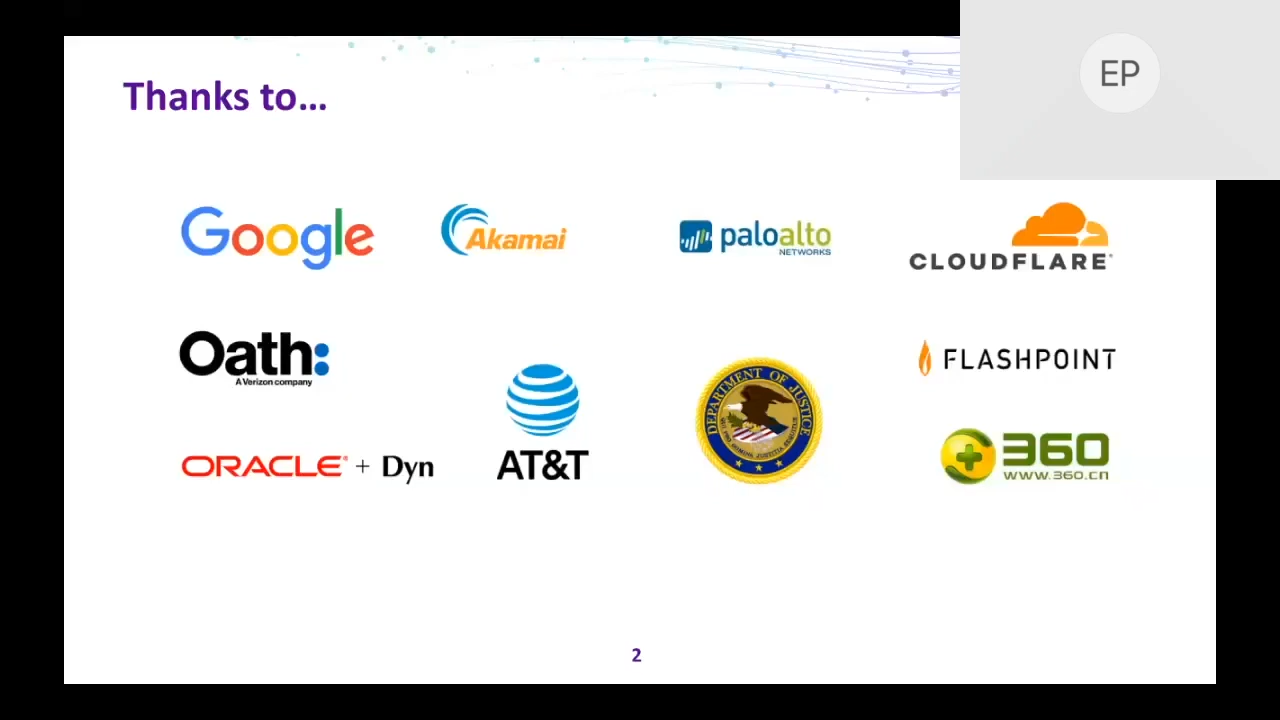 EP
Thanks to...
Google
Akamai
paloalto
NETWORKS
CLOUDFLARE
Oath:
A Verizon company
FLASHPOINT
AT&T
DEPARTMENT OF JUSTICE
ORACLE® + Dyn
360
www.360.cn
2